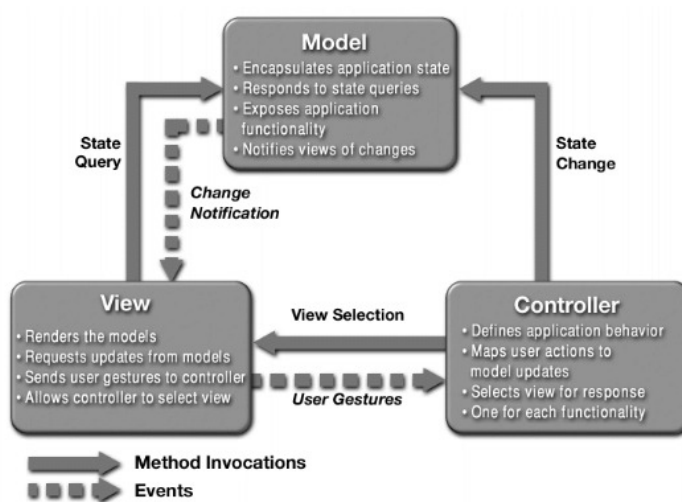 Model
• Encapsulates application state
• Responds to state queries
• Exposes application
functionality
• Notifies views of changes
State
Query
State
Change
Change
Notification
View
• Renders the models
• Requests updates from models
• Sends user gestures to controller
• Allows controller to select view
View Selection
User Gestures
Controller
• Defines application behavior
• Maps user actions to
model updates
• Selects view for response
• One for each functionality
Method Invocations
Events